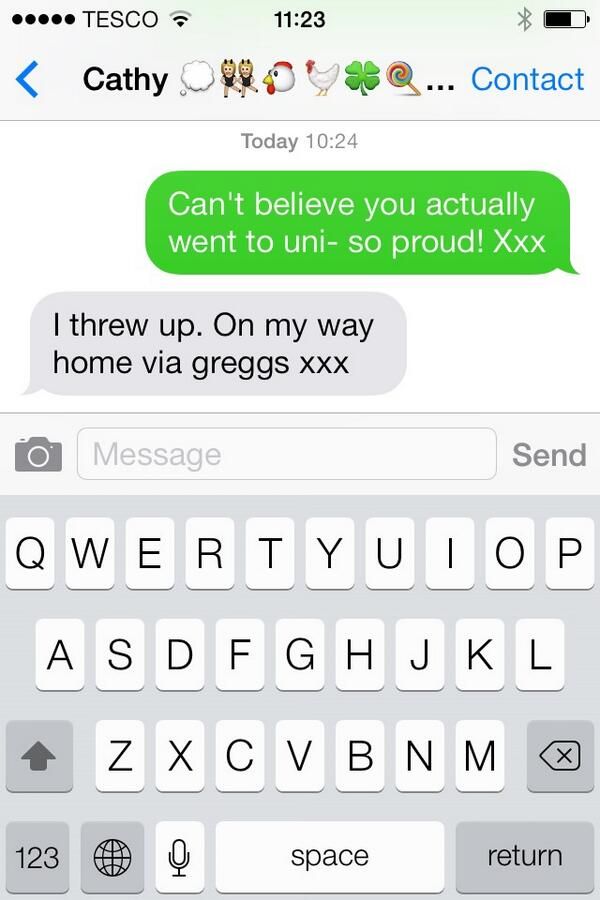 TESCO 11:23
Cathy 💭👯🐔🐓🍀🍭... Contact
Today 10:24
Can't believe you actually
went to uni- so proud! Xxx
I threw up. On my way
home via greggs xxx
Message Send
Q W E R T Y U I O P
A S D F G H J K L
Z X C V B N M
123 space return